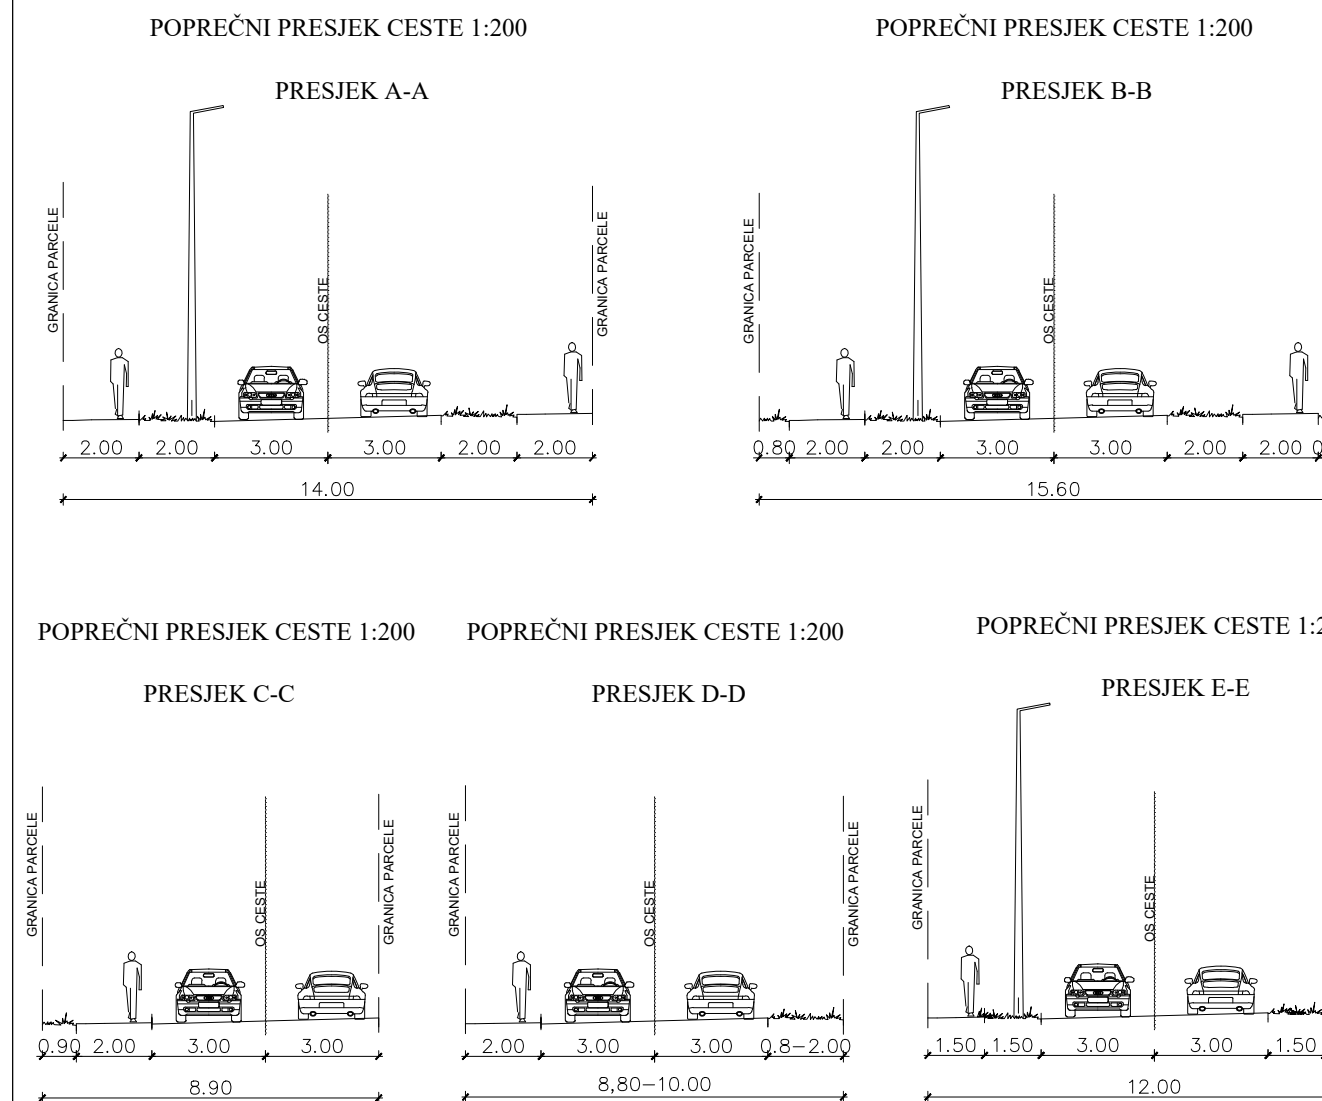 POPREČNI PRESJEK CESTE 1:200
PRESJEK A-A
GRANICA PARCELE
OS CESTE
GRANICA PARCELE
2.00 2.00 3.00 3.00 2.00 2.00
14.00
POPREČNI PRESJEK CESTE 1:200
PRESJEK B-B
GRANICA PARCELE
OS CESTE
0.80 2.00 2.00 3.00 3.00 2.00 2.00
15.60
POPREČNI PRESJEK CESTE 1:200
PRESJEK C-C
GRANICA PARCELE
OS CESTE
GRANICA PARCELE
0.90 2.00 3.00 3.00
8.90
POPREČNI PRESJEK CESTE 1:200
PRESJEK D-D
GRANICA PARCELE
OS CESTE
GRANICA PARCELE
2.00 3.00 3.00 0.8-2.00
8,80-10.00
POPREČNI PRESJEK CESTE 1:2
PRESJEK E-E
GRANICA PARCELE
OS CESTE
1.50 1.50 3.00 3.00 1.50
12.00